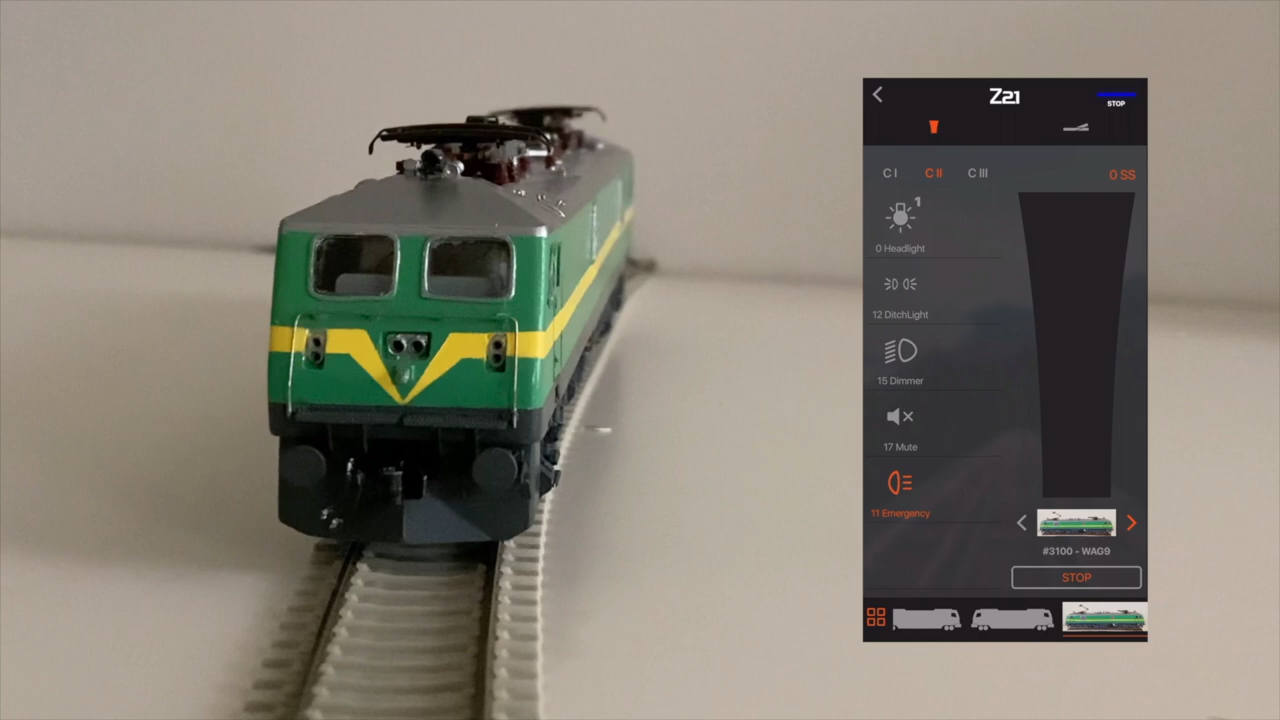 Z21
STOP
C I
C II
C III
0 SS
1
0 Headlight
12 DitchLight
15 Dimmer
17 Mute
11 Emergency
#3100 - WAG9
STOP